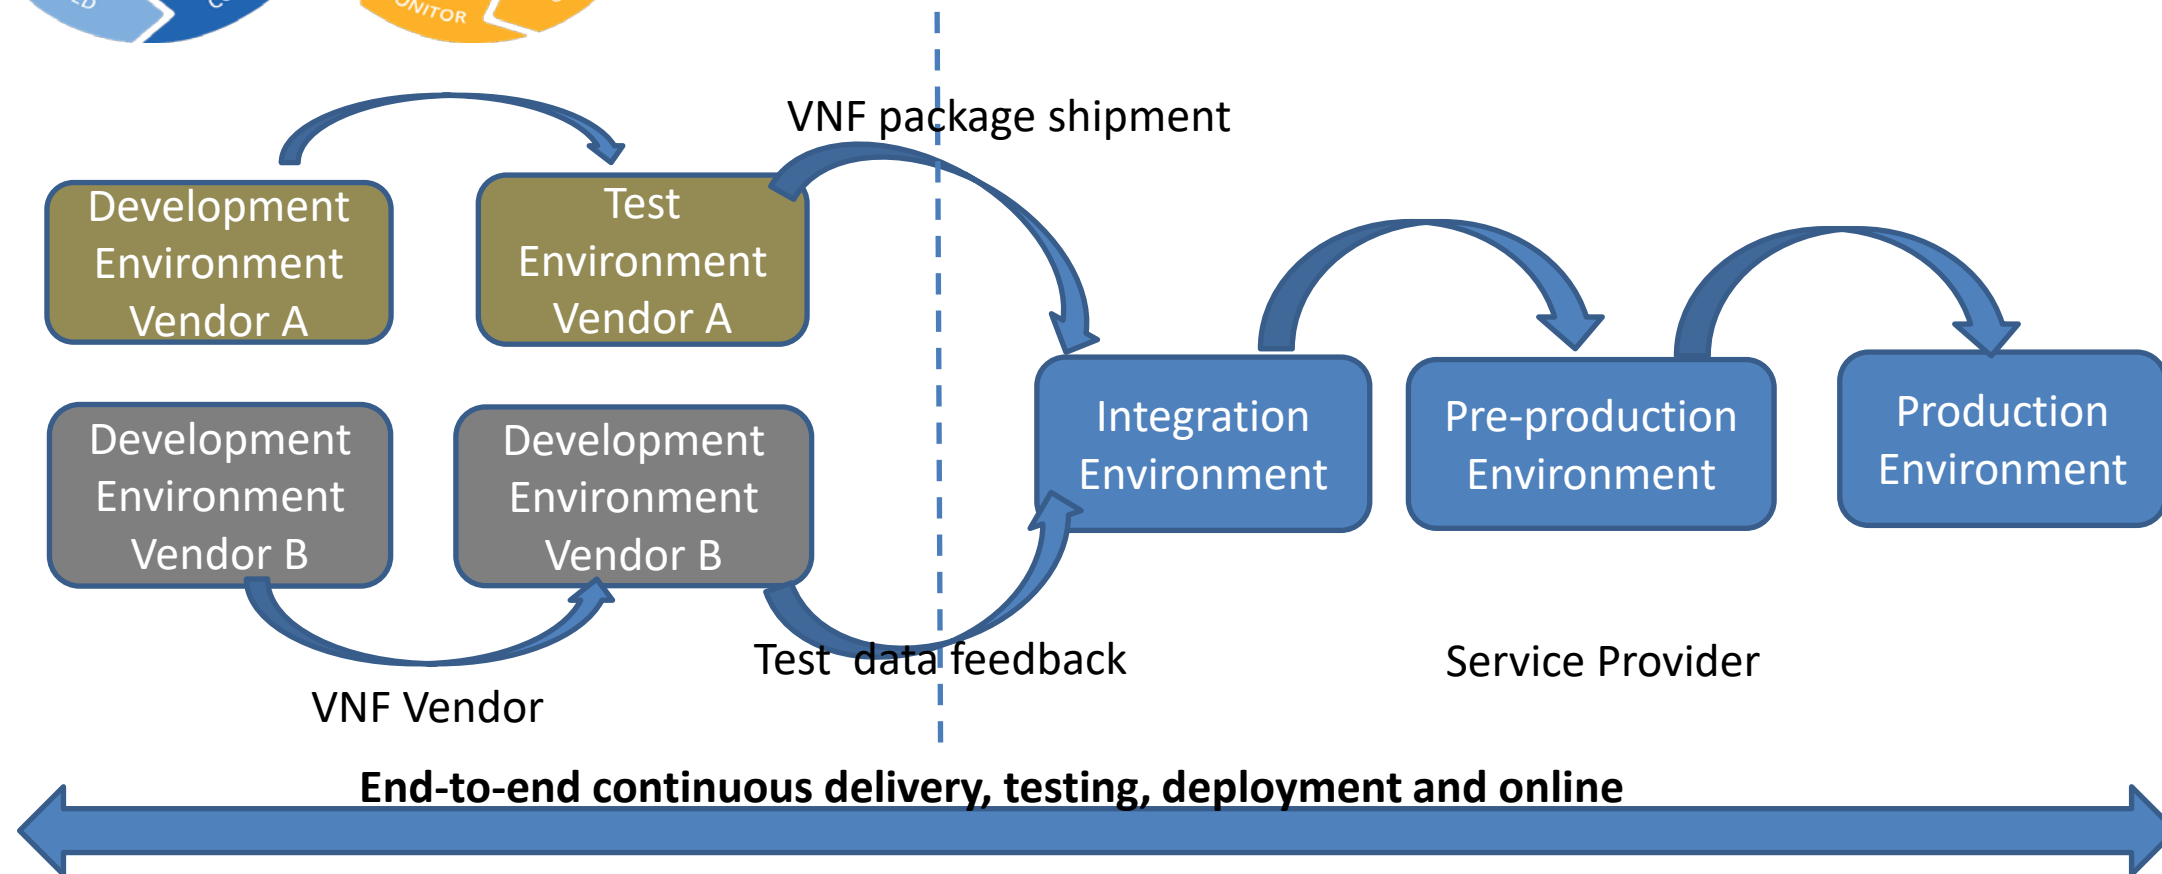 VNF package shipment
Development
Environment
Vendor A
Test
Environment
Vendor A
Development
Environment
Vendor B
Development
Environment
Vendor B
Integration
Environment
Pre-production
Environment
Production
Environment
Test data feedback
Service Provider
VNF Vendor
End-to-end continuous delivery, testing, deployment and online